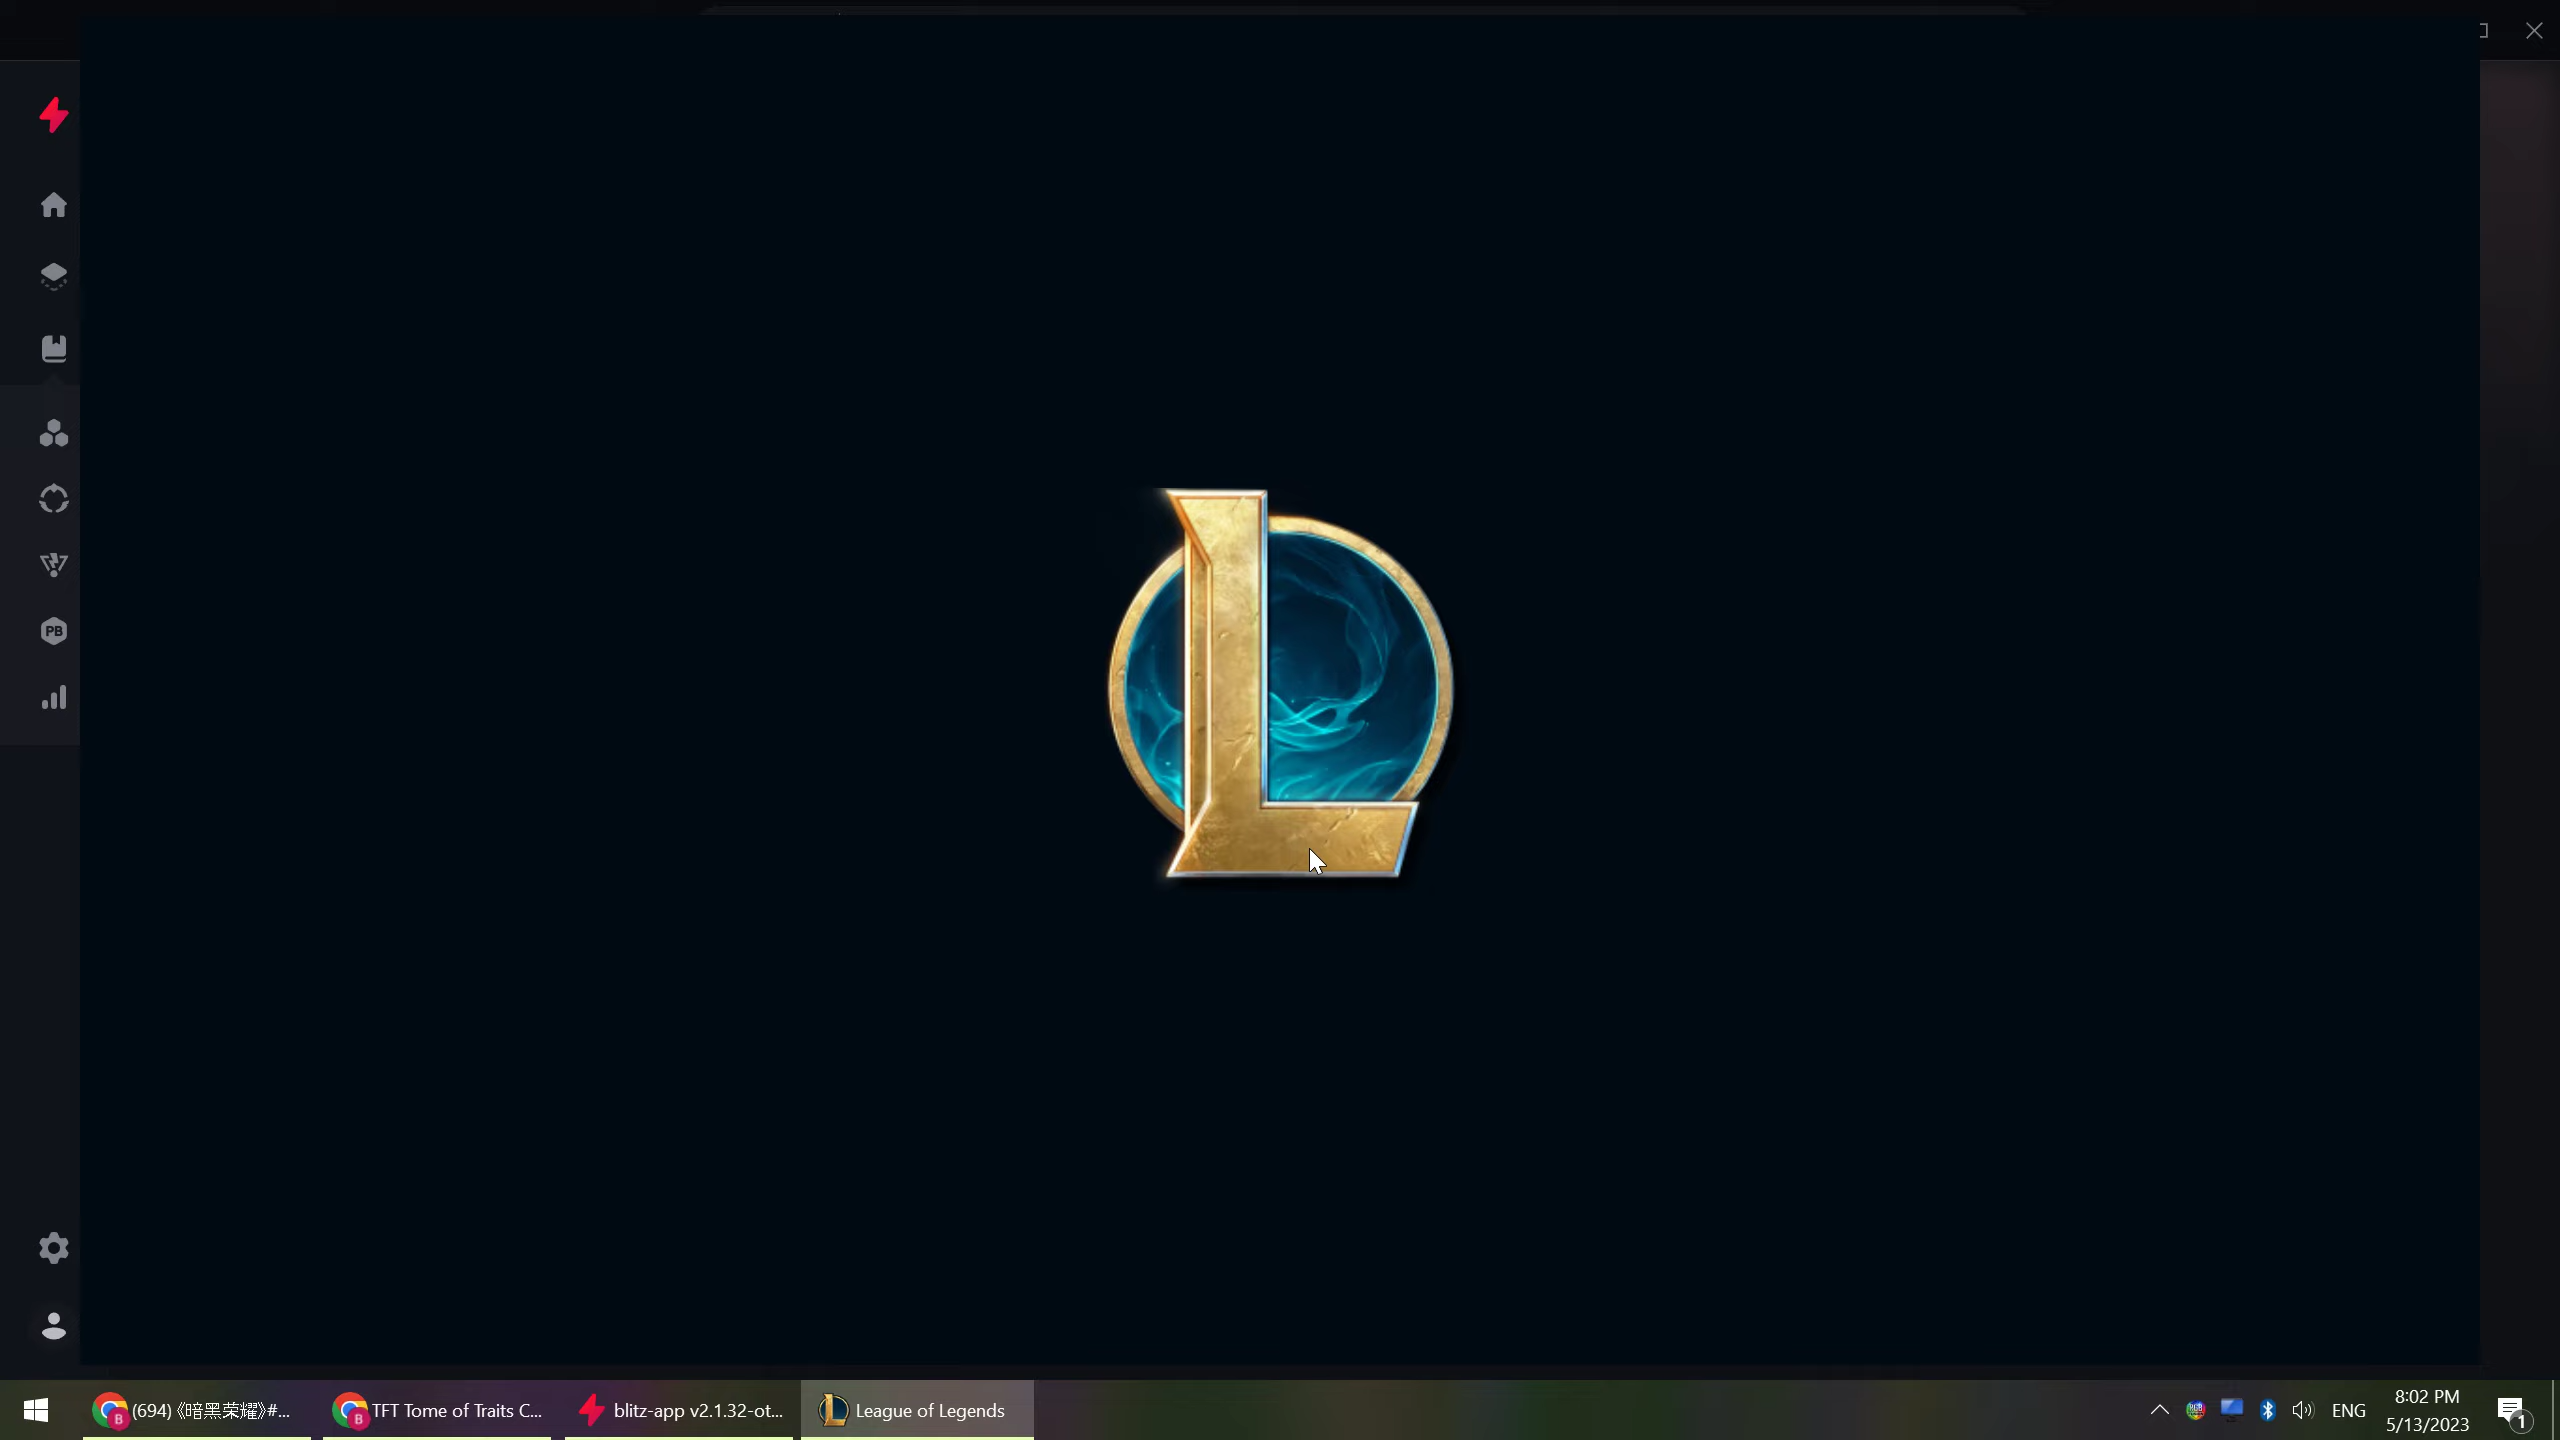 PB
(694) 《暗黑荣耀》#...
TFT Tome of Traits C...
blitz-app v2.1.32-ot...
League of Legends
ENG
8:02 PM
5/13/2023
1